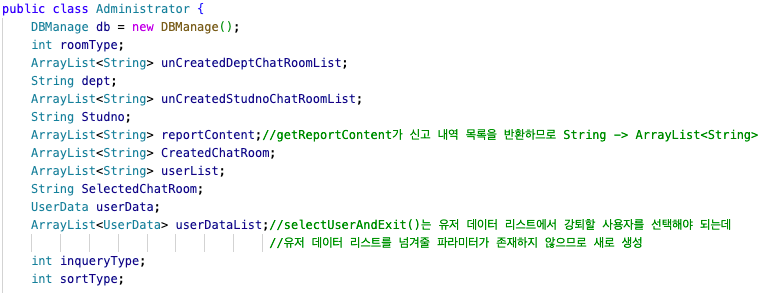 public class Administrator {
DBManage db = new DBManage();
int roomType;
ArrayList<String> unCreatedDeptChatRoomList;
String dept;
ArrayList<String> unCreatedStudnoChatRoomList;
String Studno;
ArrayList<String> reportContent;//getReportContent가 신고 내역 목록을 반환하므로 String -> ArrayList<String>
ArrayList<String> CreatedChatRoom;
ArrayList<String> userList;
String SelectedChatRoom;
UserData userData;
ArrayList<UserData> userDataList;//selectUserAndExit()는 유저 데이터 리스트에서 강퇴할 사용자를 선택해야 되는데
//유저 데이터 리스트를 넘겨줄 파라미터가 존재하지 않으므로 새로 생성
int inqueryType;
int sortType;